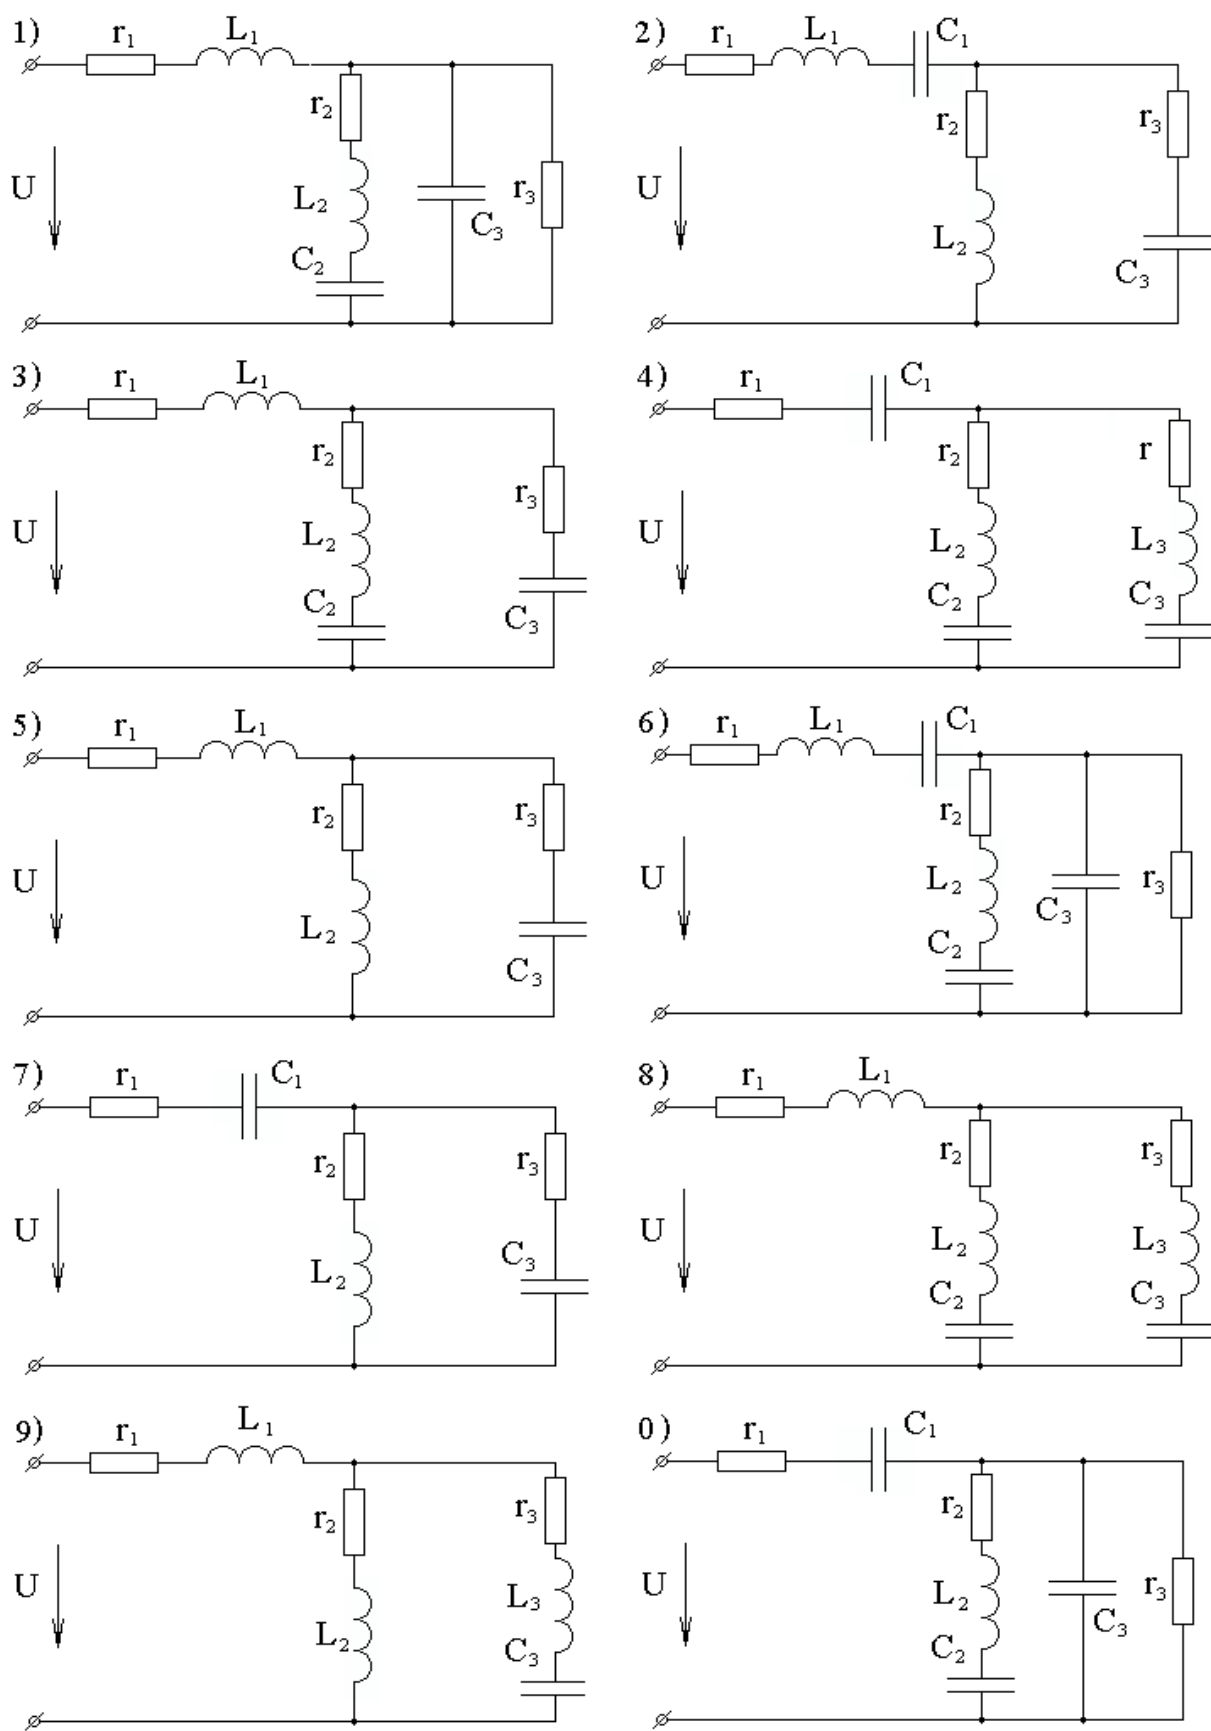 1) r₁ L₁
r₂
U L₂ r₃
C₂ C₃
2) r₁ L₁ C₁
r₂ r₃
U
L₂ C₃
3) r₁ L₁
r₂
r₃
U L₂
C₂ C₃
4) r₁ C₁
r₂ r
U L₂ L₃
C₂ C₃
5) r₁ L₁
r₂ r₃
U
L₂ C₃
6) r₁ L₁ C₁
r₂
U L₂ r₃
C₃
C₂
7) r₁ C₁
r₂ r₃
U C₃
L₂
8) r₁ L₁
r₂ r₃
U L₂ L₃
C₂ C₃
9) r₁ L₁
r₂ r₃
U L₃
L₂ C₃
0) r₁ C₁
r₂
U L₂ r₃
C₂ C₃